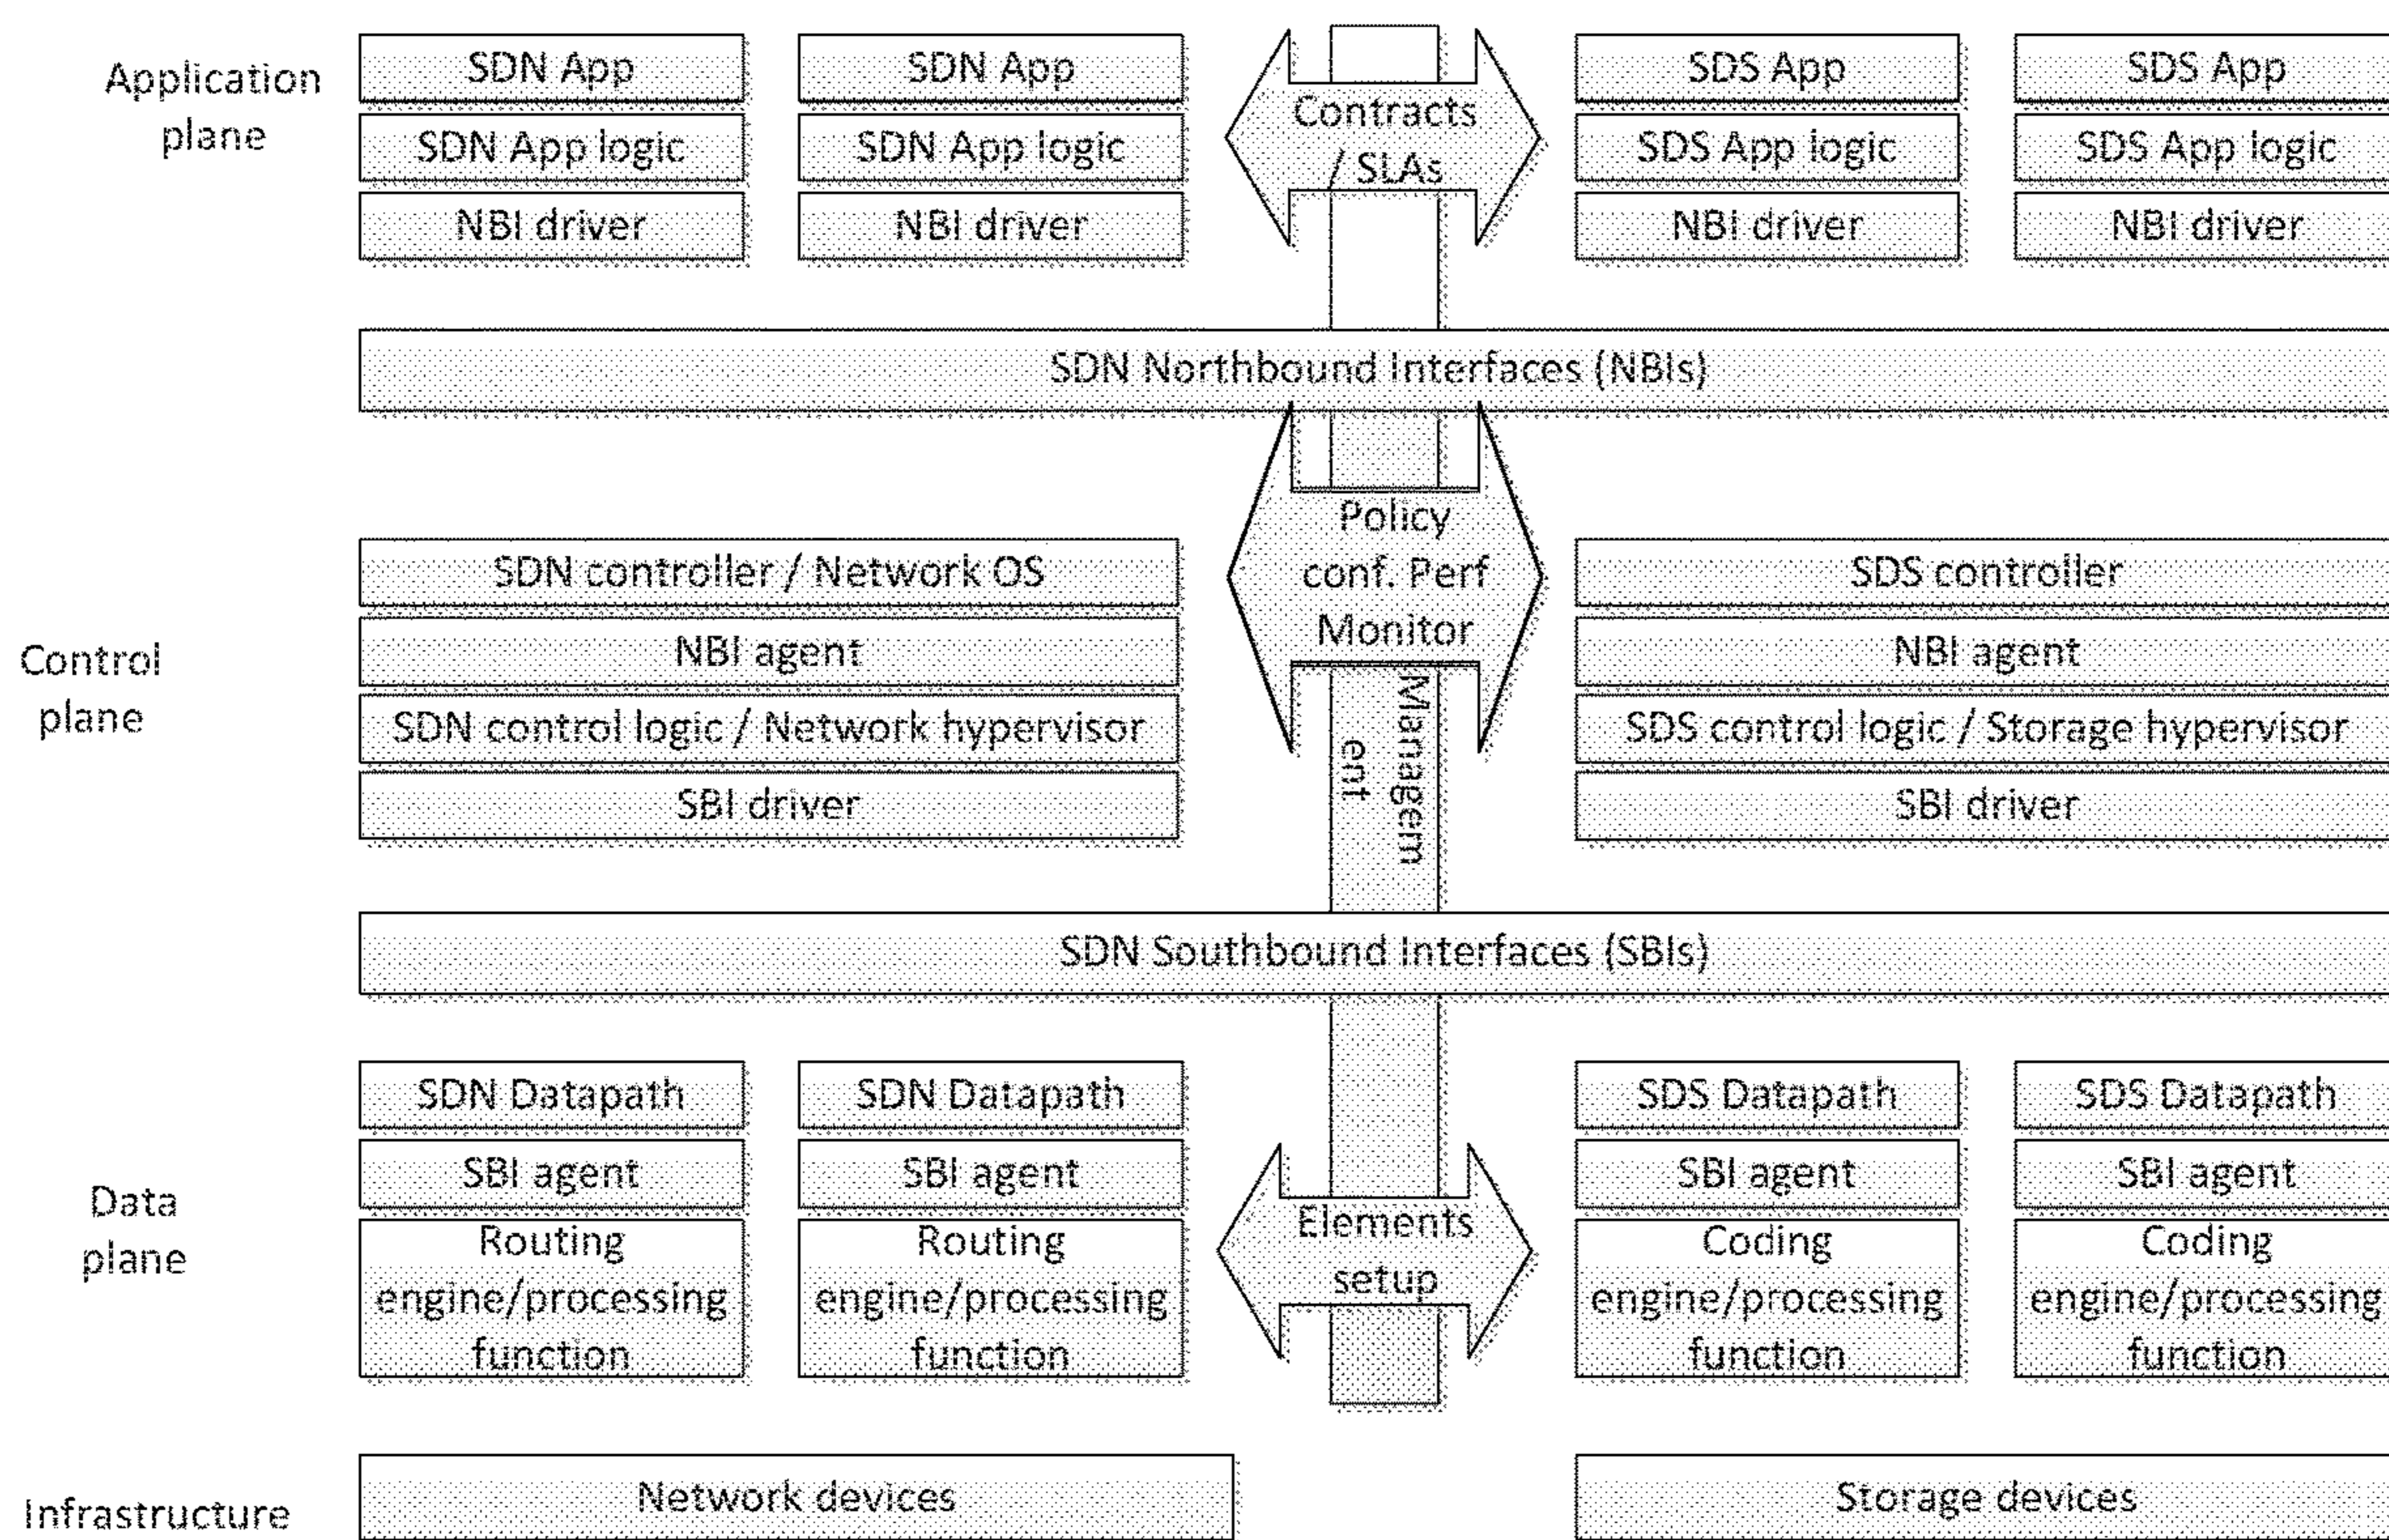 Application
plane
SDN App
SDN App logic
NBI driver
SDN App
SDN App logic
NBI driver
Contracts
/ SLAs
SDS App
SDS App logic
NBI driver
SDS App
SDS App logic
NBI driver
SDN Northbound Interfaces (NBIs)
Control
plane
SDN controller / Network OS
NBI agent
SDN control logic / Network hypervisor
SBI driver
Policy
conf. Perf
Monitor
Managem
ent
SDS controller
NBI agent
SDS control logic / Storage hypervisor
SBI driver
SDN Southbound Interfaces (SBIs)
Data
plane
SDN Datapath
SBI agent
Routing
engine/processing
function
SDN Datapath
SBI agent
Routing
engine/processing
function
Elements
setup
SDS Datapath
SBI agent
Coding
engine/processing
function
SDS Datapath
SBI agent
Coding
engine/processing
function
Infrastructure
Network devices
Storage devices